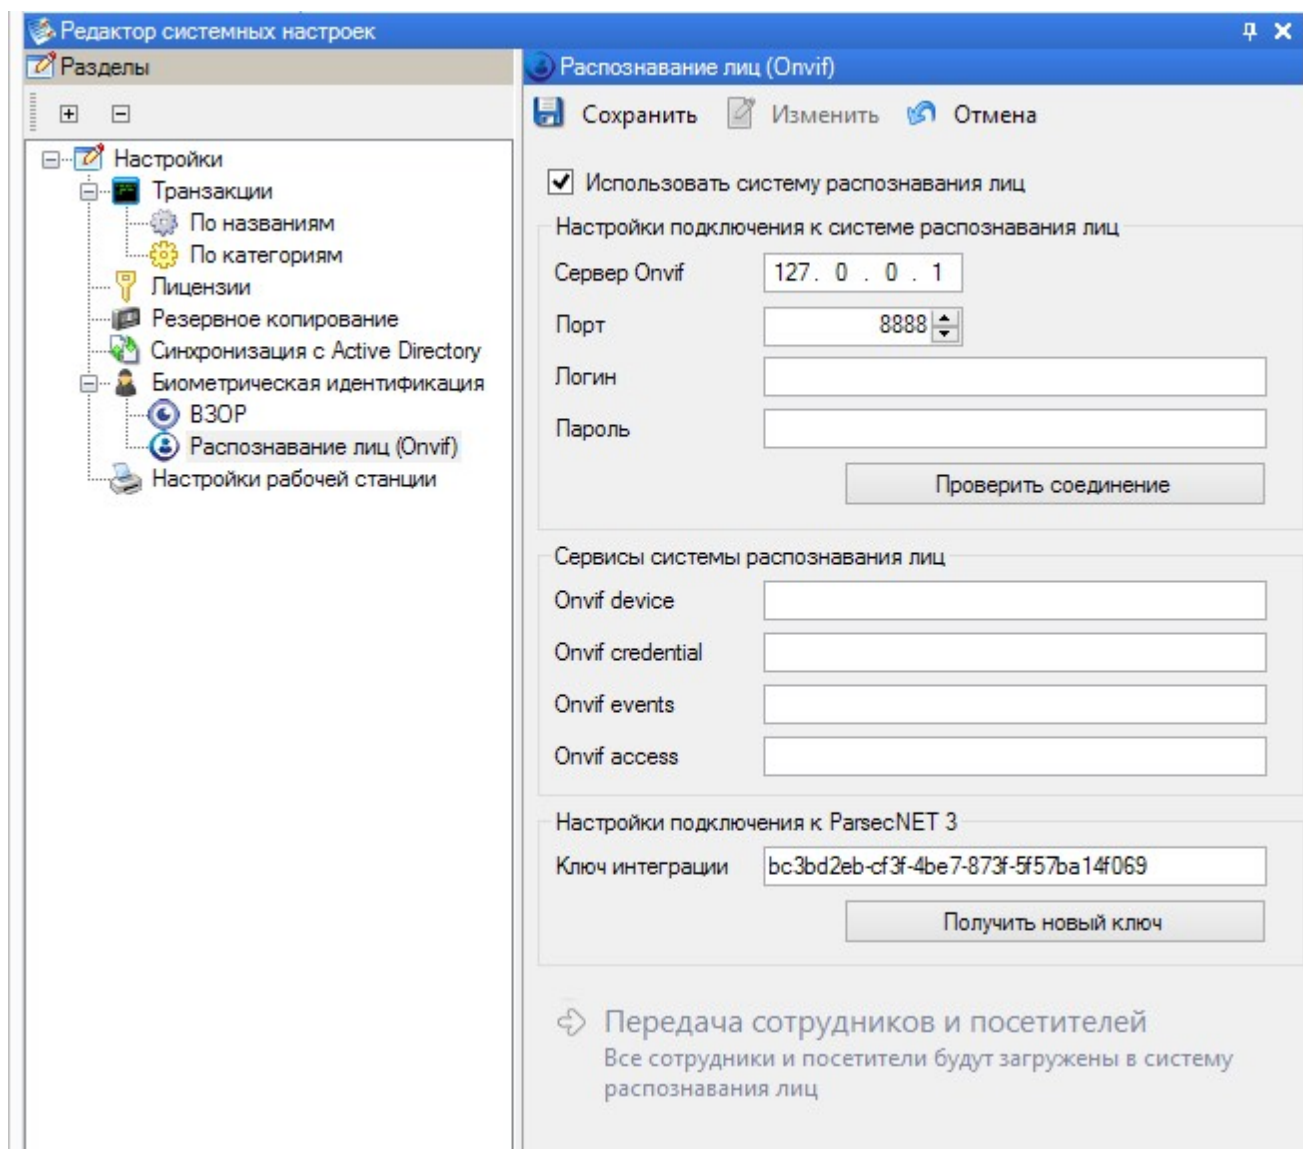 Редактор системных настроек
Разделы
Настройки
Транзакции
По названиям
По категориям
Лицензии
Резервное копирование
Синхронизация с Active Directory
Биометрическая идентификация
ВЗОР
Распознавание лиц (Onvif)
Настройки рабочей станции
Распознавание лиц (Onvif)
Сохранить Изменить Отмена
Использовать систему распознавания лиц
Настройки подключения к системе распознавания лиц
Сервер Onvif 127 . 0 . 0 . 1
Порт 8888
Логин
Пароль
Проверить соединение
Сервисы системы распознавания лиц
Onvif device
Onvif credential
Onvif events
Onvif access
Настройки подключения к ParsecNET 3
Ключ интеграции bc3bd2eb-cf3f-4be7-873f-5f57ba14f069
Получить новый ключ
Передача сотрудников и посетителей
Все сотрудники и посетители будут загружены в систему
распознавания лиц